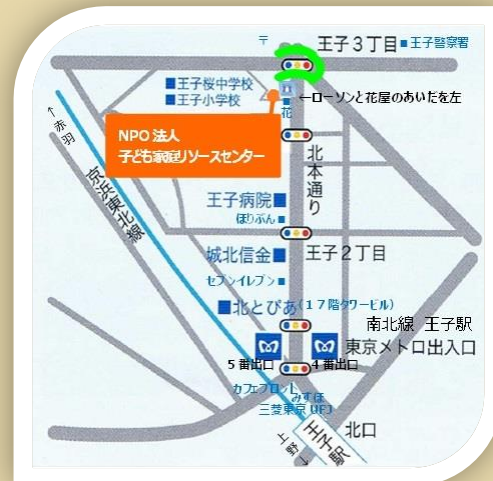 〒
王子3丁目 ■王子警察署
■王子桜中学校
■王子小学校
←ローソンと花屋のあいだを左
花
NPO 法人
子ども家庭リソースセンター
↑赤羽
京浜東北線
北本通り
王子病院■
ほりぶん■
城北信金■
王子2丁目
セブンイレブン■
■北とぴあ(17階タワービル)
南北線 王子駅
東京メトロ出入口
5番出口
4番出口
カフェフロント
みずほ
三菱東京UFJ
北口
王子駅
上野→